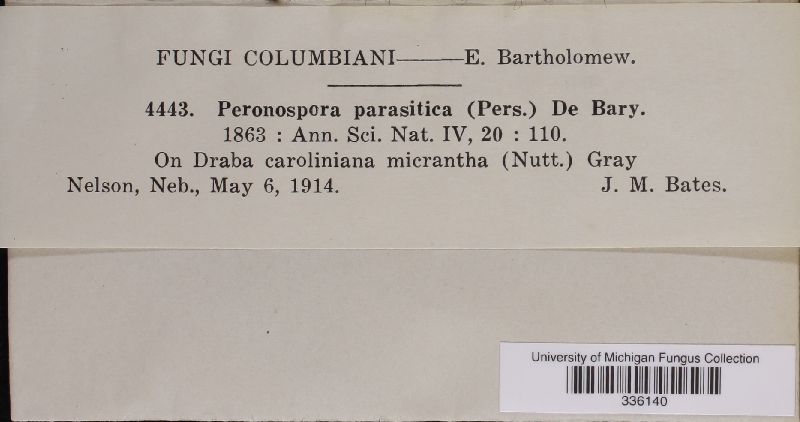 FUNGI COLUMBIANI———E. Bartholomew.
4443. Peronospora parasitica (Pers.) De Bary.
1863 : Ann. Sci. Nat. IV, 20 : 110.
On Draba caroliniana micrantha (Nutt.) Gray
Nelson, Neb., May 6, 1914. J. M. Bates.
University of Michigan Fungus Collection
336140